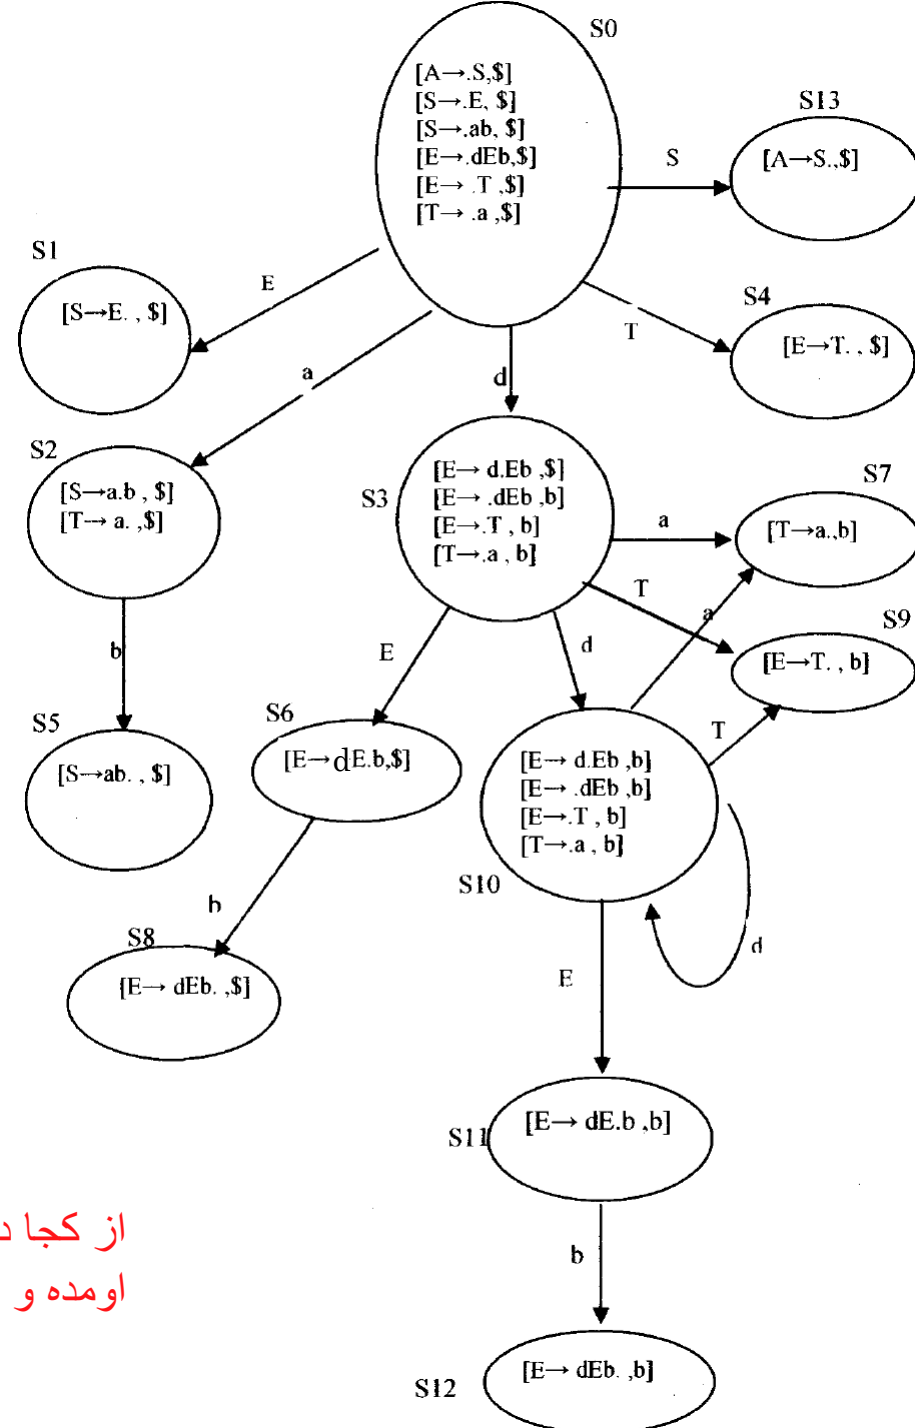 S0
[A→.S,$]
[S→.E, $]
[S→.ab, $]
[E→.dEb,$]
[E→ .T ,$]
[T→ .a ,$]
S
S13
[A→S.,$]
S1
E
[S→E. , $]
a
d
T
S4
[E→T. , $]
S2
[S→a.b , $]
[T→ a. ,$]
S3
[E→ d.Eb ,$]
[E→ .dEb ,b]
[E→.T , b]
[T→.a , b]
a
S7
[T→a.,b]
T
a
S9
[E→T. , b]
b
E
d
S5
[S→ab. , $]
S6
[E→dE.b,$]
T
[E→ d.Eb ,b]
[E→ .dEb ,b]
[E→.T , b]
[T→.a , b]
S10
b
S8
[E→ dEb. ,$]
E
d
S11
[E→ dE.b ,b]
از کجا
اومده و
b
S12
[E→ dEb. ,b]